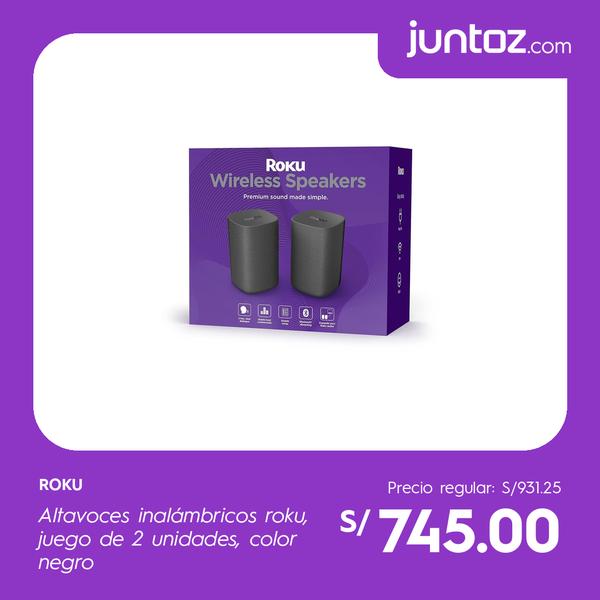 juntoz.com
ROKU
Wireless Speakers
Premium sound made simple.
ROKU
Precio regular: S/931.25
Altavoces inalámbricos roku,
juego de 2 unidades, color
negro
S/ 745.00